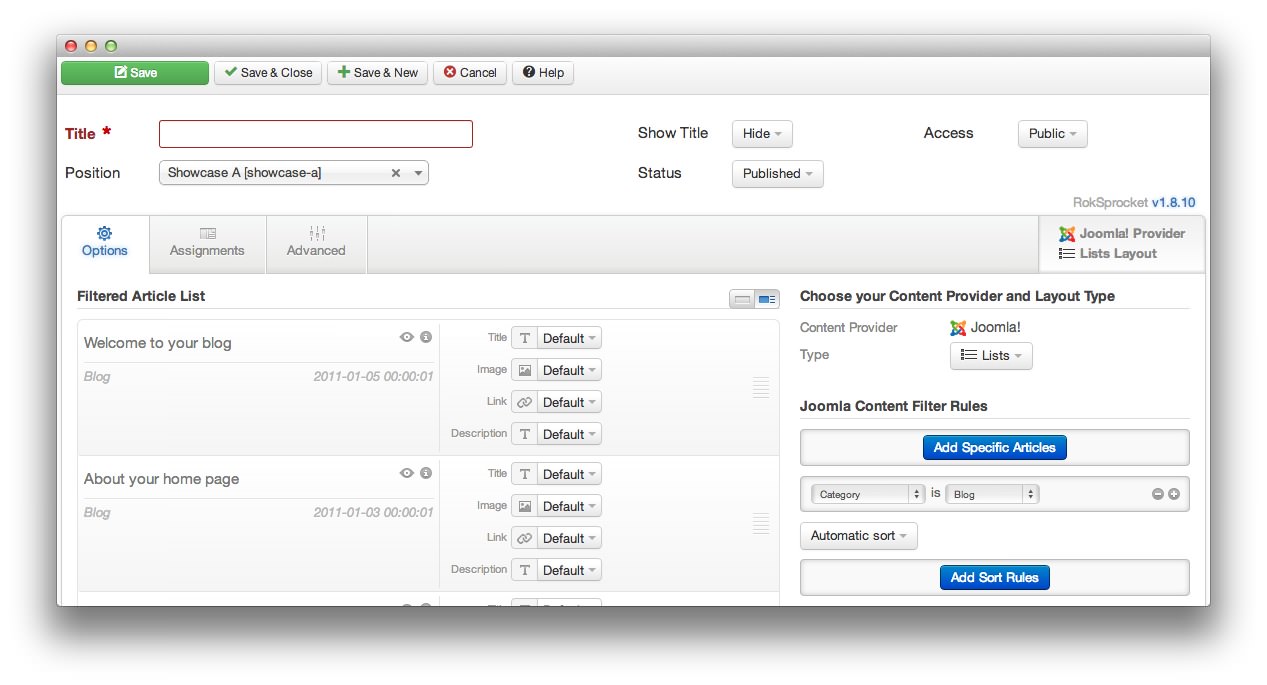 Save
Save & Close
Save & New
Cancel
Help
Title *
Show Title
Hide
Access
Public
Position
Showcase A [showcase-a]
Status
Published
RokSprocket v1.8.10
Options
Assignments
Advanced
Joomla! Provider
Lists Layout
Filtered Article List
Welcome to your blog
Blog
2011-01-05 00:00:01
Title
T
Default
Image
Default
Link
Default
Description
T
Default
About your home page
Blog
2011-01-03 00:00:01
Title
T
Default
Image
Default
Link
Default
Description
T
Default
Choose your Content Provider and Layout Type
Content Provider
Joomla!
Type
Lists
Joomla Content Filter Rules
Add Specific Articles
Category
is
Blog
Automatic sort
Add Sort Rules